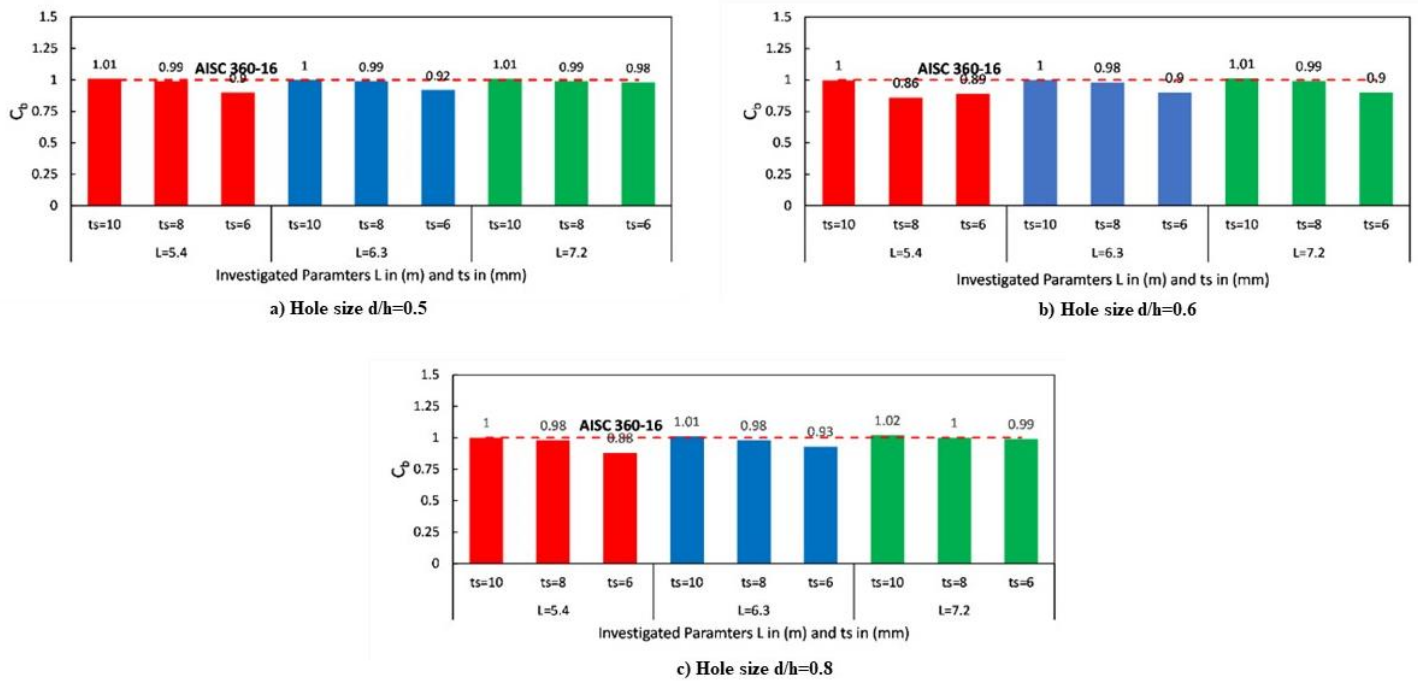 1.5
1.25
1
0.75
0.5
0.25
0
C_b
1.01 0.99 AISC 360-16 0.9 1 0.99 0.92 1.01 0.99 0.98
ts=10 ts=8 ts=6 ts=10 ts=8 ts=6 ts=10 ts=8 ts=6
L=5.4 L=6.3 L=7.2
Investigated Paramters L in (m) and ts in (mm)
a) Hole size d/h=0.5
1.5
1.25
1
0.75
0.5
0.25
0
C_b
1 0.86 AISC 360-16 0.89 1 0.98 0.9 1.01 0.99 0.9
ts=10 ts=8 ts=6 ts=10 ts=8 ts=6 ts=10 ts=8 ts=6
L=5.4 L=6.3 L=7.2
Investigated Paramters L in (m) and ts in (mm)
b) Hole size d/h=0.6
1.5
1.25
1
0.75
0.5
0.25
0
C_b
1 0.98 AISC 360-16 0.88 1.01 0.98 0.93 1.02 1 0.99
ts=10 ts=8 ts=6 ts=10 ts=8 ts=6 ts=10 ts=8 ts=6
L=5.4 L=6.3 L=7.2
Investigated Paramters L in (m) and ts in (mm)
c) Hole size d/h=0.8